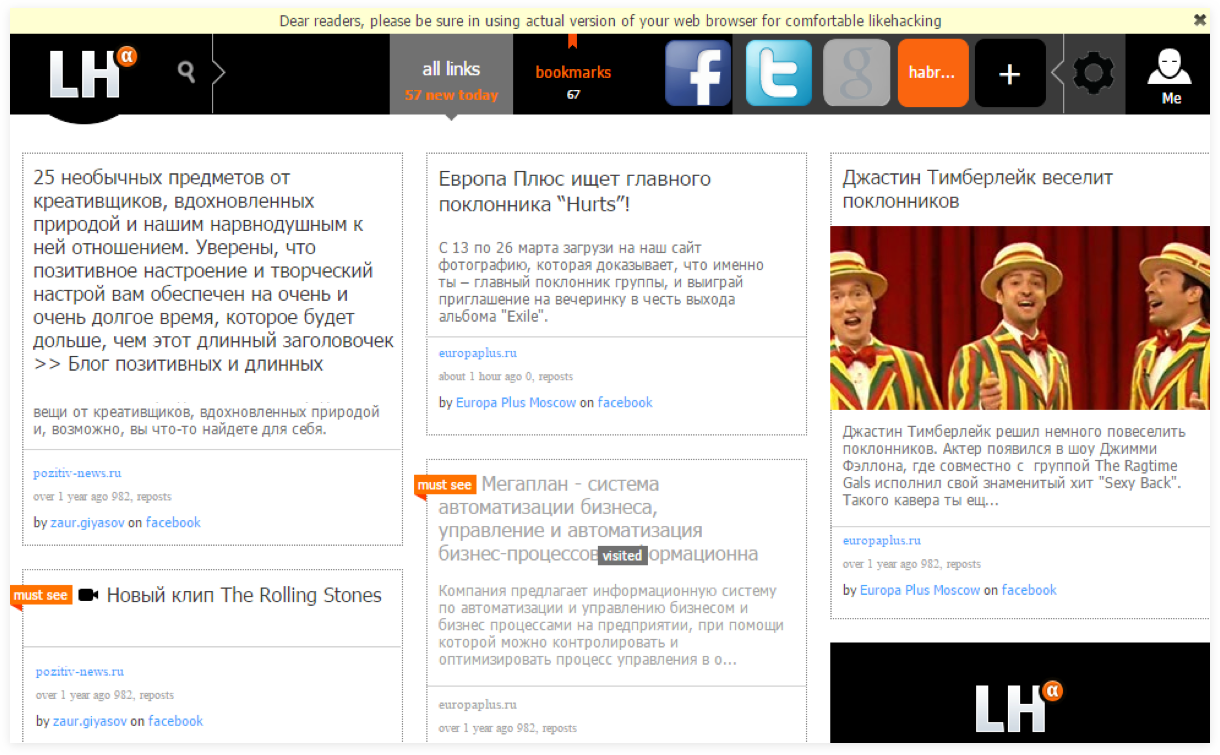 Dear readers, please be sure in using actual version of your web browser for comfortable likehacking
LH α
all links
57 new today
bookmarks
67
f
t
g
habr...
+
Me
25 необычных предметов от
креативщиков, вдохновленных
природой и нашим нарвнодушным к
ней отношением. Уверены, что
позитивное настроение и творческий
настрой вам обеспечен на очень и
очень долгое время, которое будет
дольше, чем этот длинный заголовочек
>> Блог позитивных и длинных
вещи от креативщиков, вдохновленных природой
и, возможно, вы что-то найдете для себя.
pozitiv-news.ru
over 1 year ago 982, reposts
by zaur.giyasov on facebook
must see Новый клип The Rolling Stones
pozitiv-news.ru
over 1 year ago 982, reposts
by zaur.giyasov on facebook
Европа Плюс ищет главного
поклонника “Hurts”!
С 13 по 26 марта загрузи на наш сайт
фотографию, которая доказывает, что именно
ты – главный поклонник группы, и выиграй
приглашение на вечеринку в честь выхода
альбома "Exile".
europaplus.ru
about 1 hour ago 0, reposts
by Europa Plus Moscow on facebook
must see Мегаплан - система
автоматизации бизнеса,
управление и автоматизация
бизнес-процессов visited ормационна
Компания предлагает информационную систему
по автоматизации и управлению бизнесом и
бизнес процессами на предприятии, при помощи
которой можно контролировать и
оптимизировать процесс управления в о...
europaplus.ru
over 1 year ago 982, reposts
Джастин Тимберлейк веселит
поклонников
Джастин Тимберлейк решил немного повеселить
поклонников. Актер появился в шоу Джимми
Фэллона, где совместно с группой The Ragtime
Gals исполнил свой знаменитый хит "Sexy Back".
Такого кавера ты ещ...
europaplus.ru
over 1 year ago 982, reposts
by Europa Plus Moscow on facebook
LH α